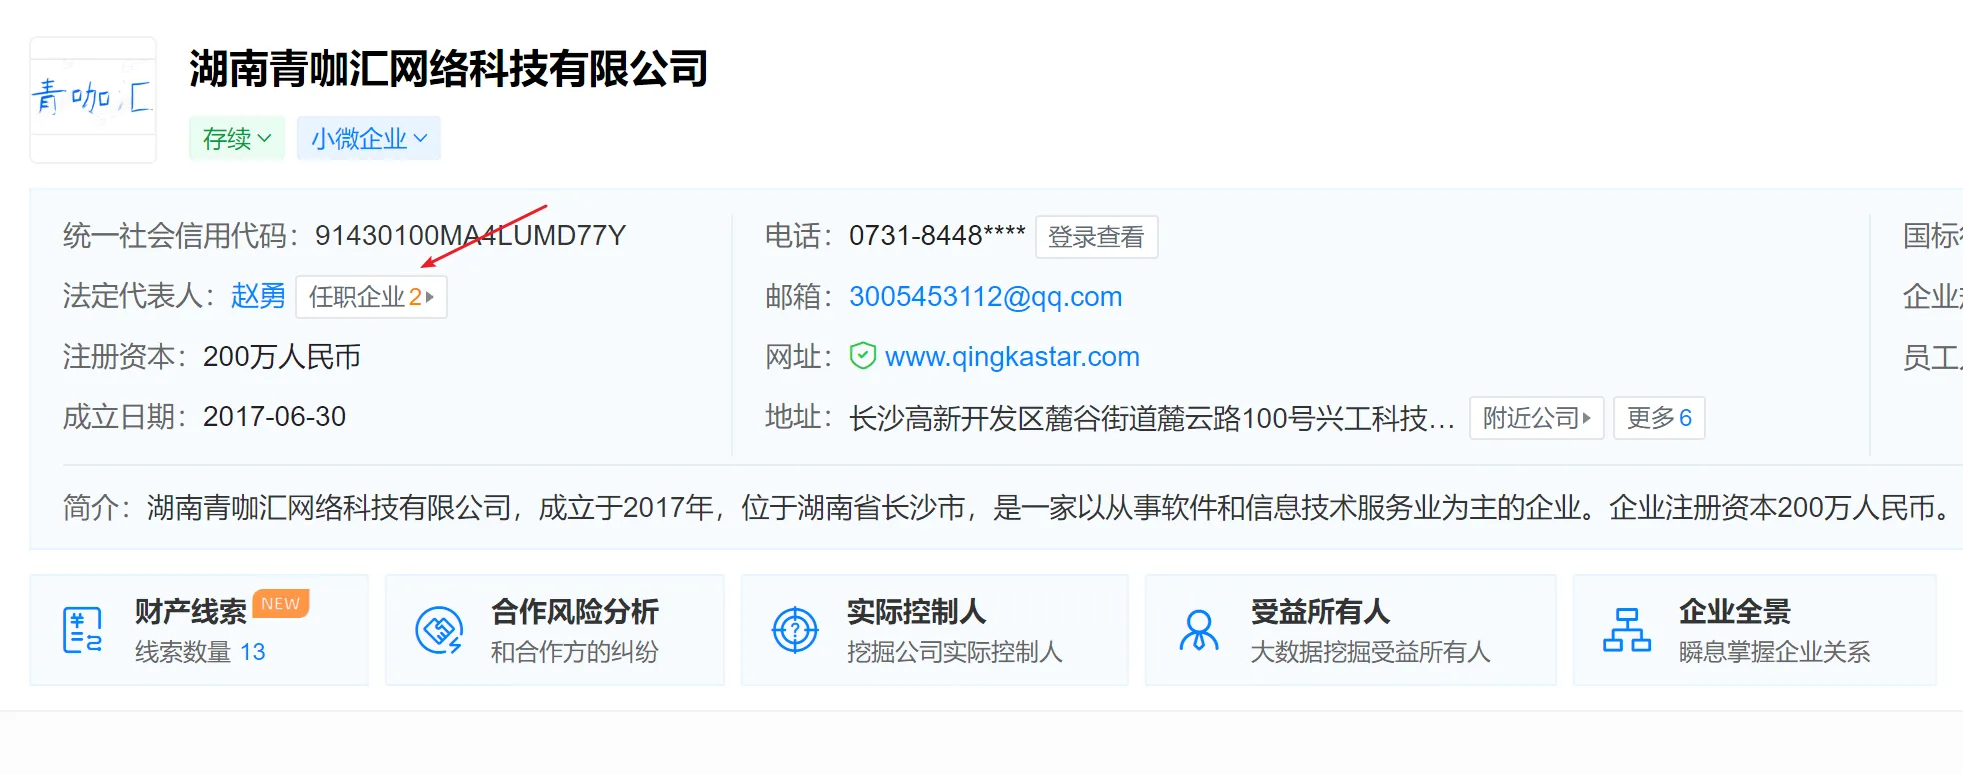 湖南青咖汇网络科技有限公司
青咖汇
存续 小微企业
统一社会信用代码：91430100MA4LUMD77Y
电话：0731-8448**** 登录查看
国标
法定代表人：赵勇 任职企业2
邮箱：3005453112@qq.com
企业
注册资本：200万人民币
网址：www.qingkastar.com
员工
成立日期：2017-06-30
地址：长沙高新开发区麓谷街道麓云路100号兴工科技... 附近公司 更多6
简介：湖南青咖汇网络科技有限公司，成立于2017年，位于湖南省长沙市，是一家以从事软件和信息技术服务业为主的企业。企业注册资本200万人民币。
财产线索 NEW
线索数量 13
合作风险分析
和合作方的纠纷
实际控制人
挖掘公司实际控制人
受益所有人
大数据挖掘受益所有人
企业全景
瞬息掌握企业关系